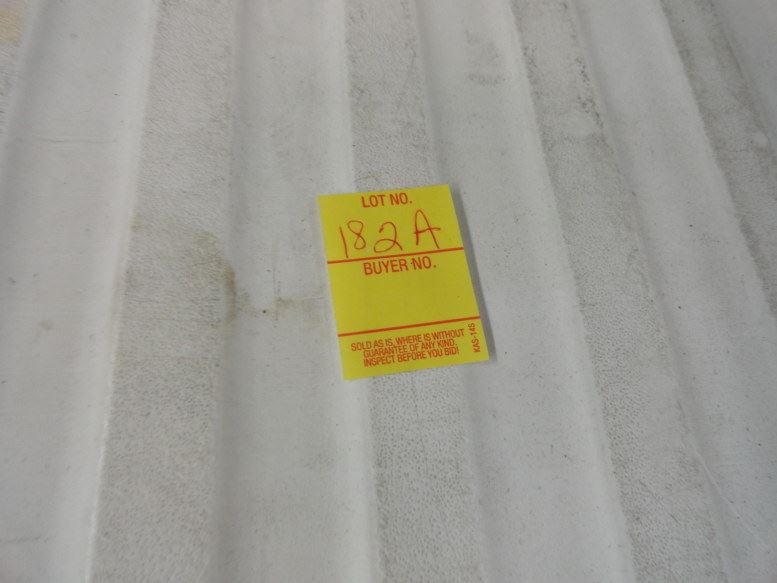 LOT NO.
182A
BUYER NO.
SOLD AS IS, WHERE IS WITHOUT
GUARANTEE OF ANY KIND.
INSPECT BEFORE YOU BID!
KAS-145